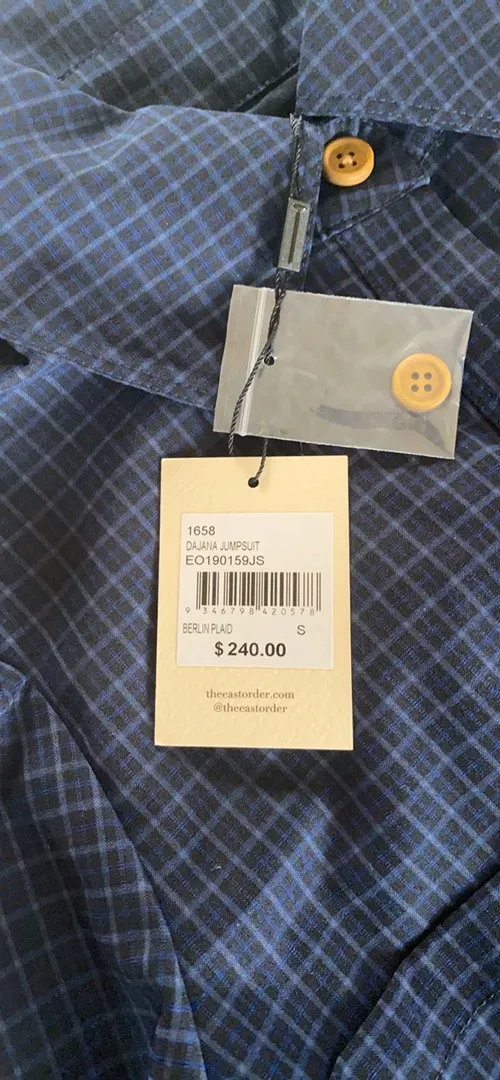 1658
DAJANA JUMPSUIT
EO190159JS
9 346798 420578
BERLIN PLAID S
$240.00
theeastorder.com
@theeastorder